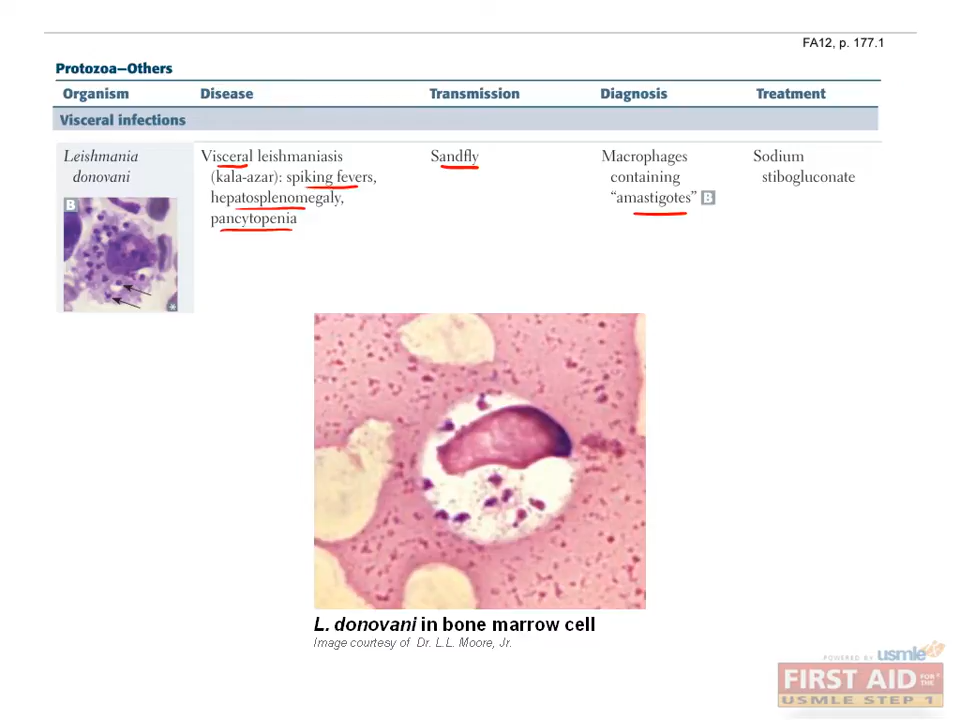 FA12, p. 177.1
Protozoa—Others
Organism Disease Transmission Diagnosis Treatment
Visceral infections
Leishmania Visceral leishmaniasis Sandfly Macrophages Sodium
donovani (kala-azar): spiking fevers, containing stibogluconate
hepatosplenomegaly, “amastigotes” B
pancytopenia
B
L. donovani in bone marrow cell
Image courtesy of Dr. L.L. Moore, Jr.
POWERED BY usmle
FIRST AID FOR THE
USMLE STEP 1